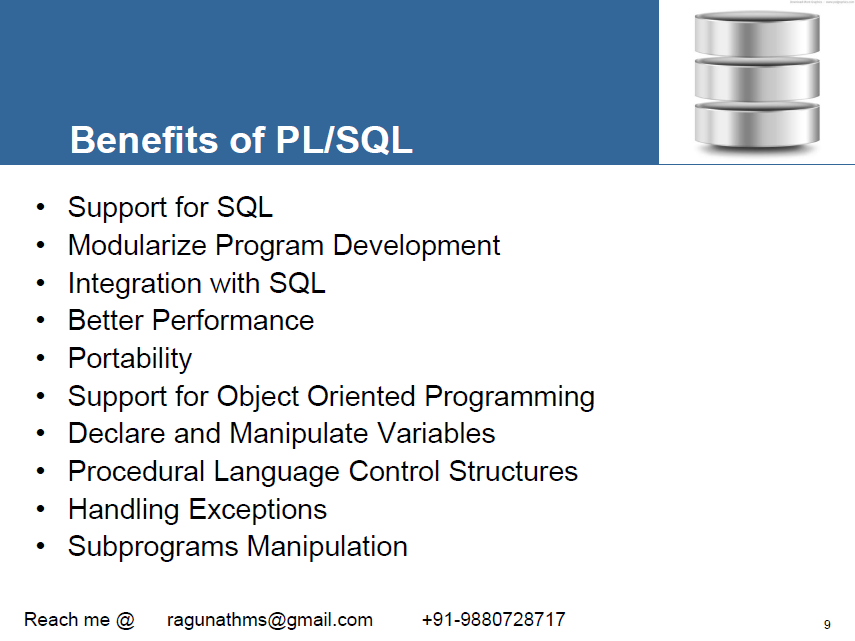 Benefits of PL/SQL
• Support for SQL
• Modularize Program Development
• Integration with SQL
• Better Performance
• Portability
• Support for Object Oriented Programming
• Declare and Manipulate Variables
• Procedural Language Control Structures
• Handling Exceptions
• Subprograms Manipulation
Reach me @ ragunathms@gmail.com +91-9880728717
9